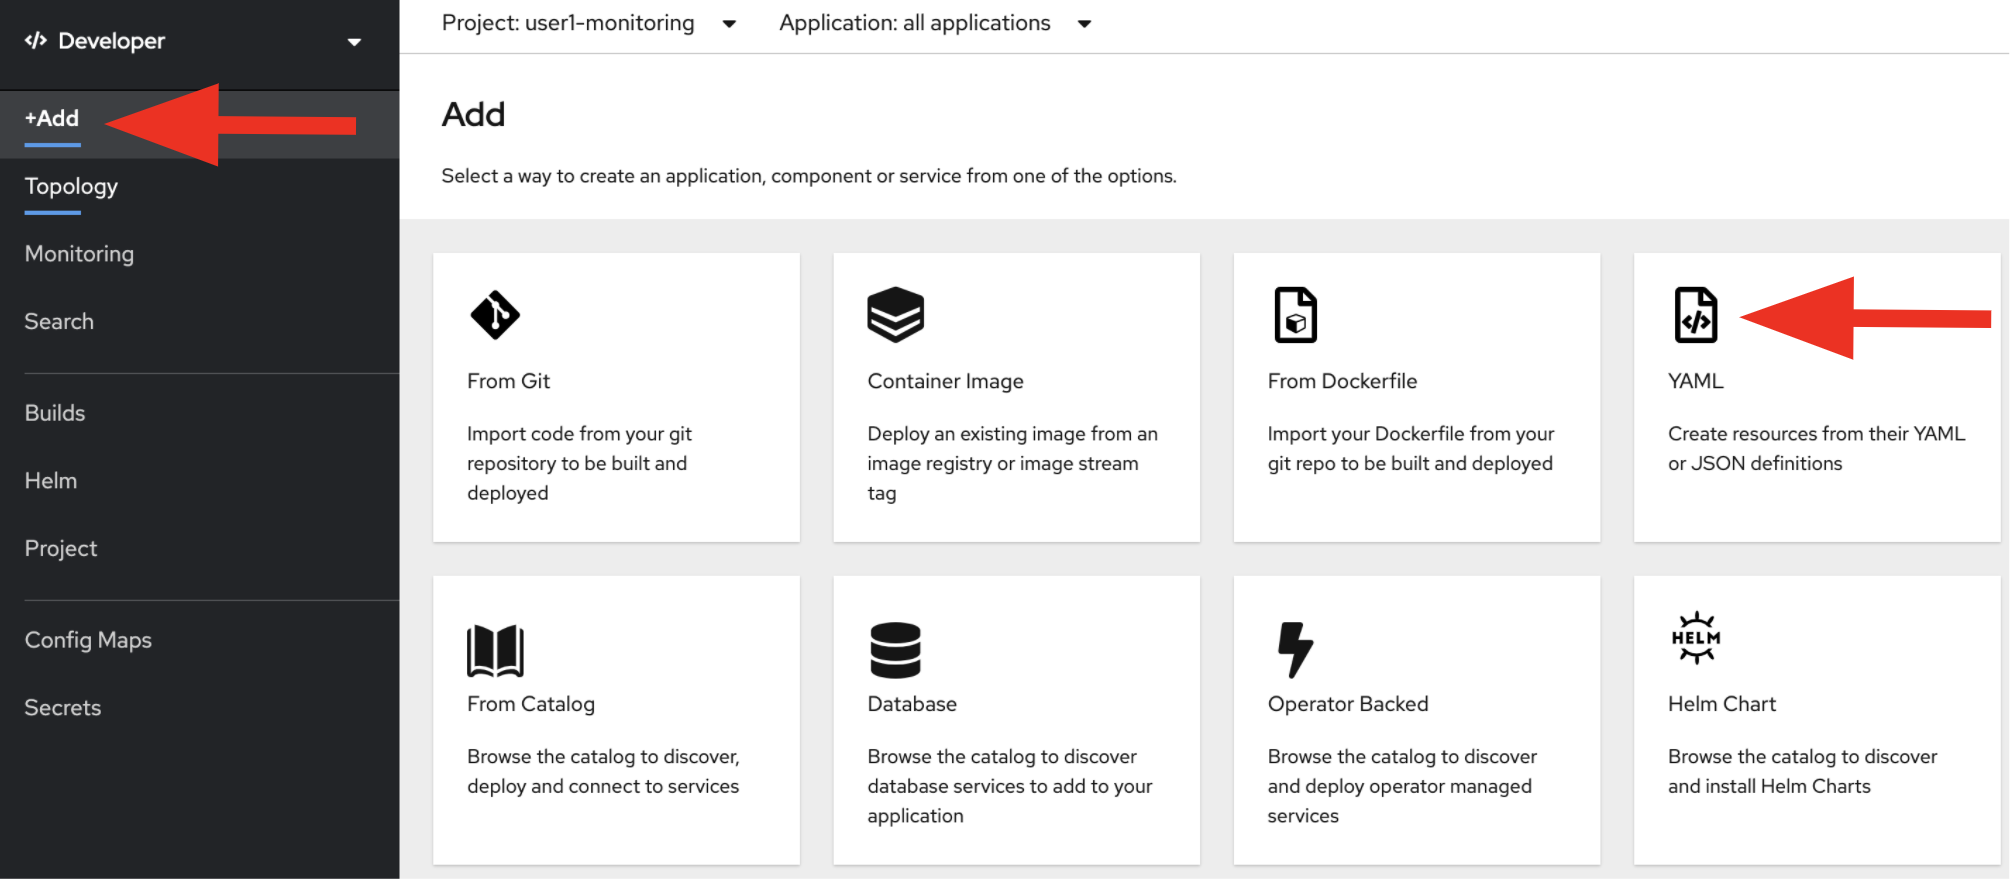 Developer
Project: user1-monitoring
Application: all applications
+Add
Topology
Monitoring
Search
Builds
Helm
Project
Config Maps
Secrets
Add
Select a way to create an application, component or service from one of the options.
From Git
Import code from your git
repository to be built and
deployed
Container Image
Deploy an existing image from an
image registry or image stream
tag
From Dockerfile
Import your Dockerfile from your
git repo to be built and deployed
YAML
Create resources from their YAML
or JSON definitions
From Catalog
Browse the catalog to discover,
deploy and connect to services
Database
Browse the catalog to discover
database services to add to your
application
Operator Backed
Browse the catalog to discover
and deploy operator managed
services
HELM
Helm Chart
Browse the catalog to discover
and install Helm Charts